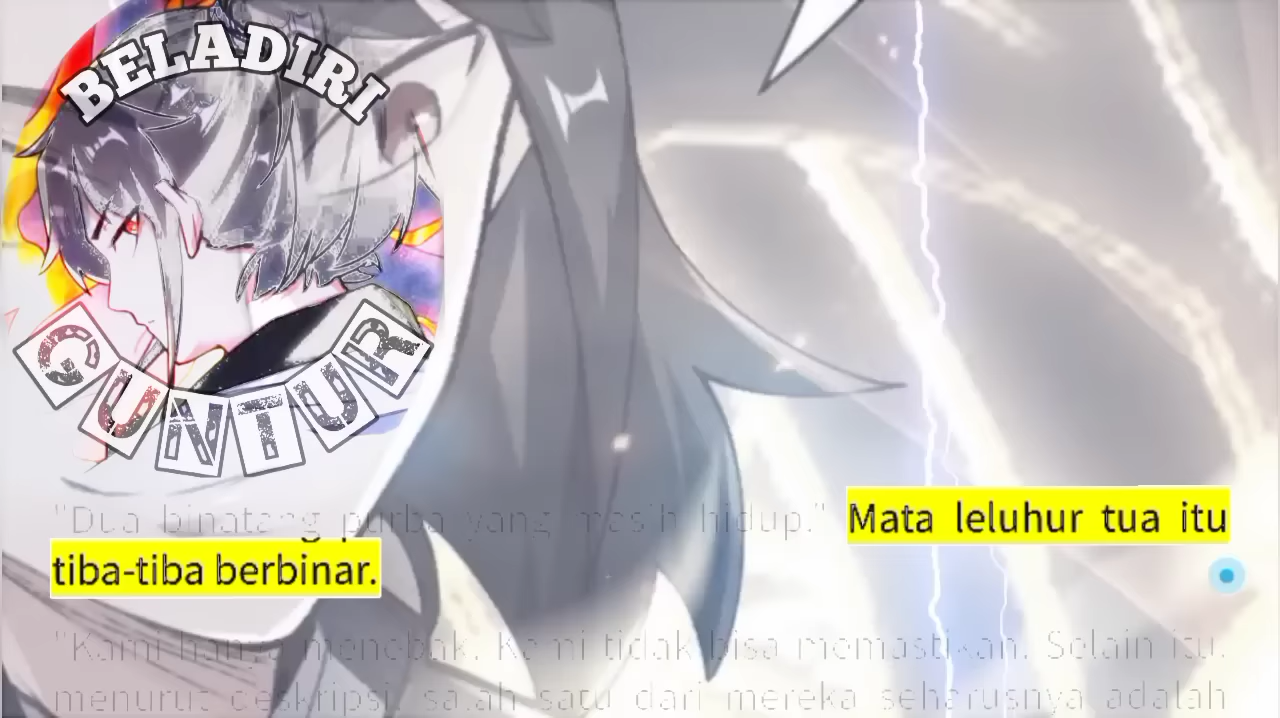 BELADIRI
GUNTUR
"Dua binatang purba yang masih hidup." Mata leluhur tua itu
tiba-tiba berbinar.
"Kami hanya menebak. Kami tidak bisa memastikan. Selain itu,
menurut deskripsi, salah satu dari mereka seharusnya adalah